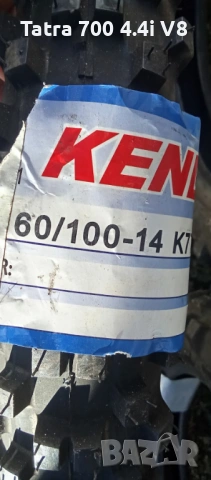 Tatra 700 4.4i V8
KEN
60/100-14 K7
R:
BAZAR